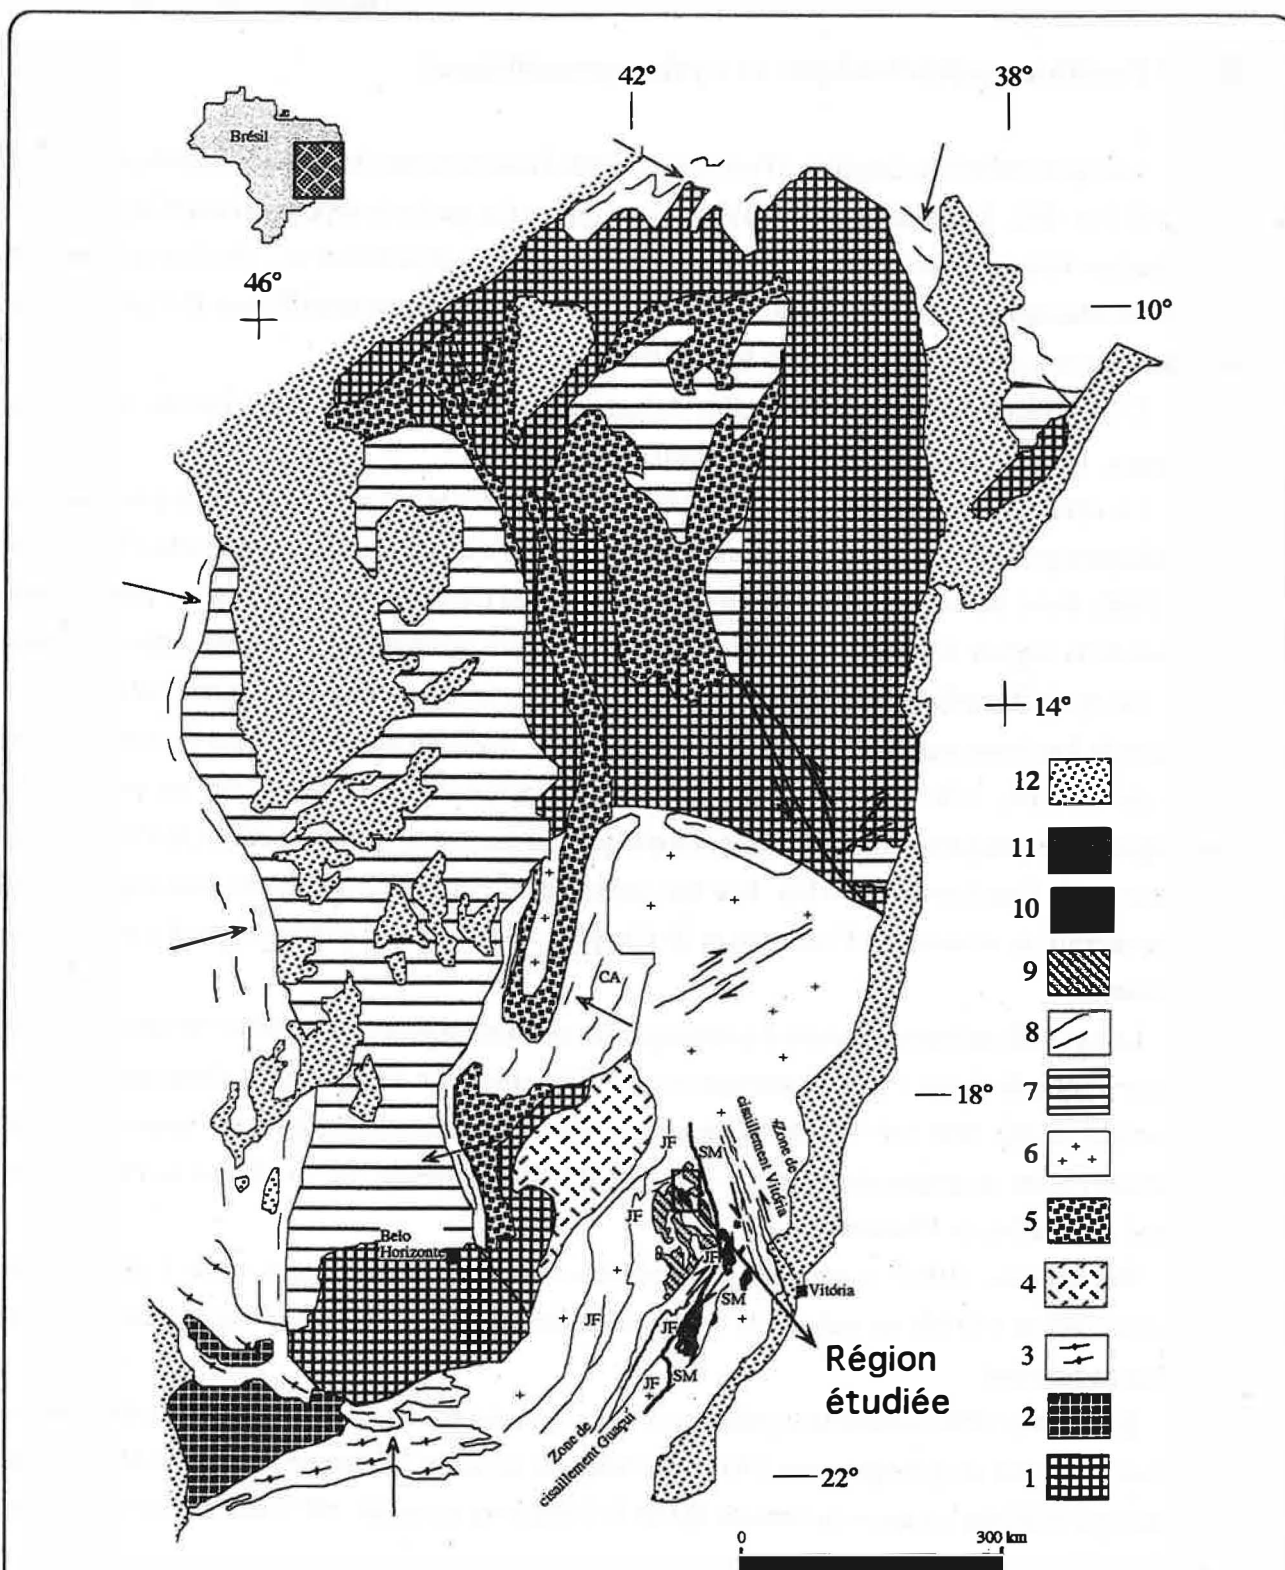 42°
38°
Brésil
46°
10°
14°
12
11
10
9
8
7
6
5
4
3
2
1
CA
18°
Zone de
cisaillement Vitória
JF
SM
JF
Belo
Horizonte
JF
Vitória
SM
JF
JF
SM
JF
Région
étudiée
Zone de
cisaillement Guaçui
22°
0
300 km